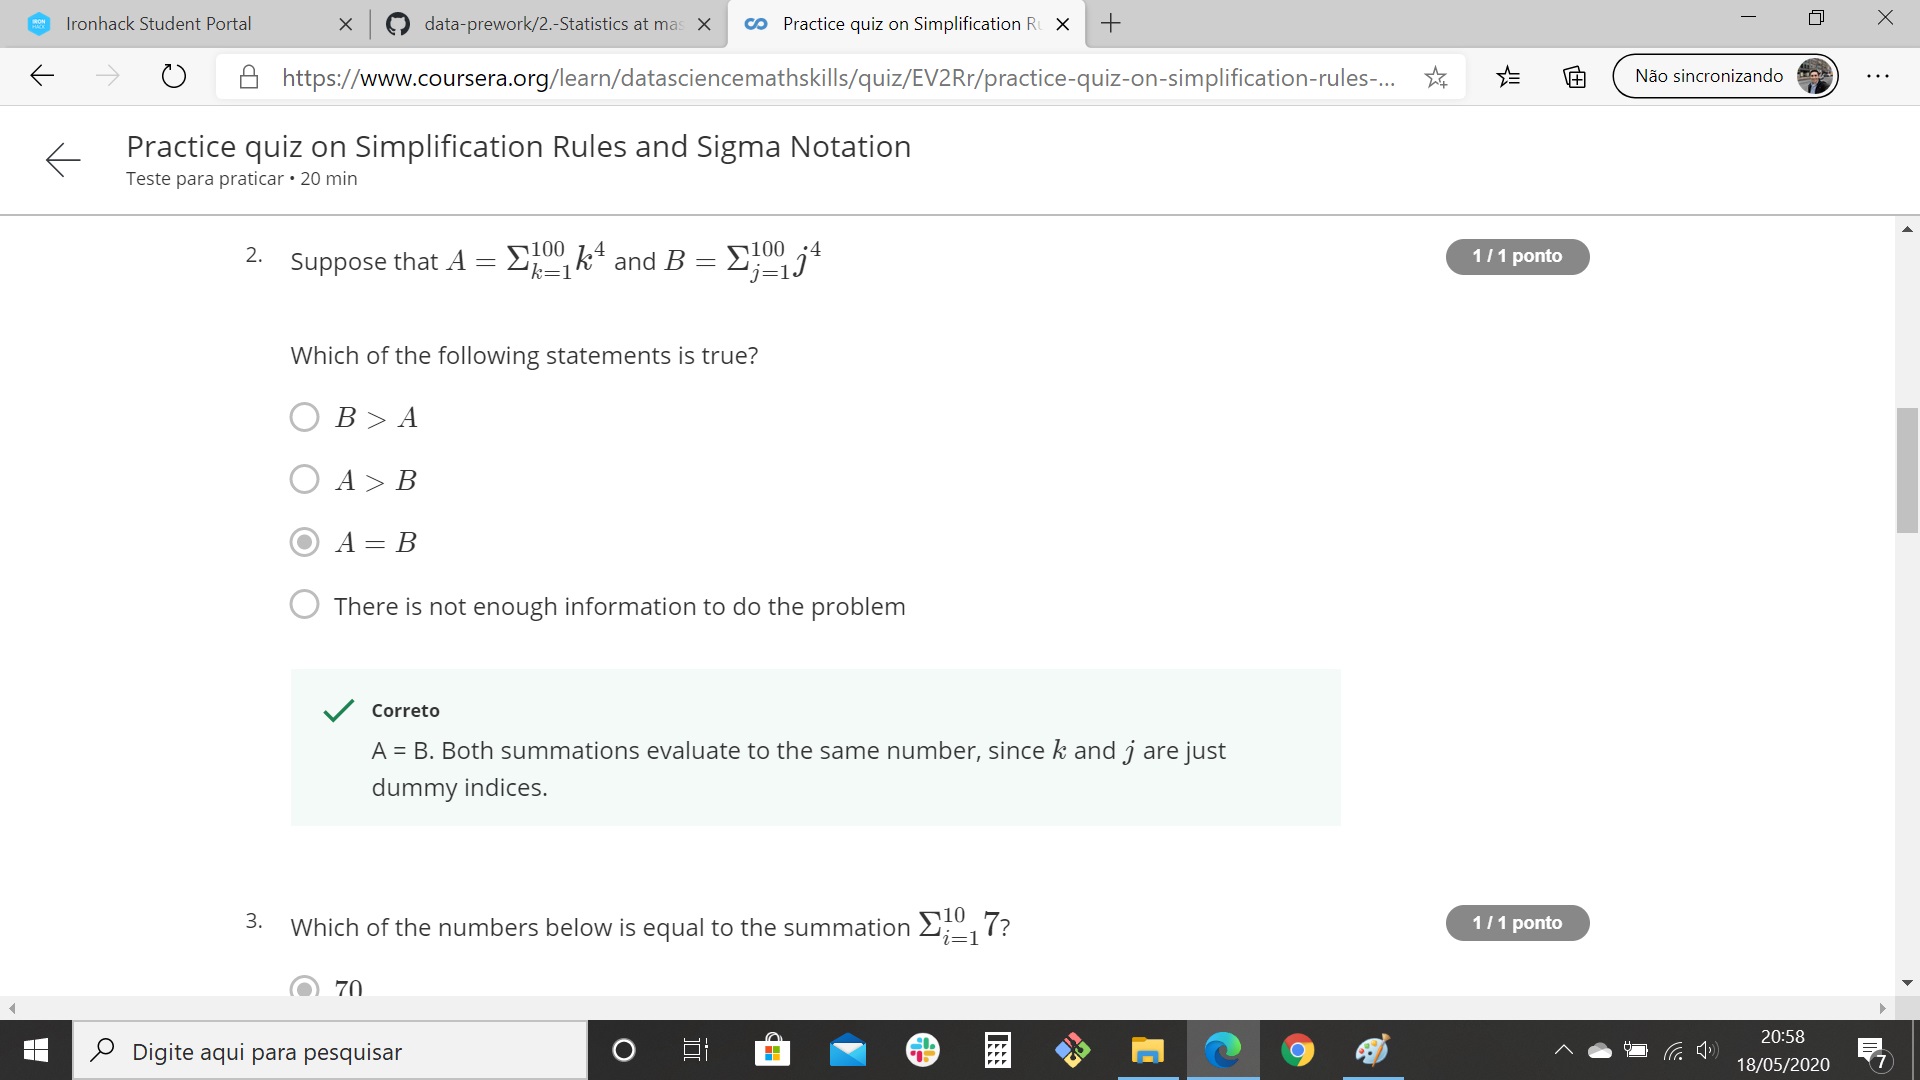 Ironhack Student Portal
data-prework/2.-Statistics at mas
Practice quiz on Simplification Ru
https://www.coursera.org/learn/datasciencemathskills/quiz/EV2Rr/practice-quiz-on-simplification-rules-...
Não sincronizando
Practice quiz on Simplification Rules and Sigma Notation
Teste para praticar • 20 min
2. Suppose that $A = \Sigma_{k=1}^{100} k^4$ and $B = \Sigma_{j=1}^{100} j^4$
1 / 1 ponto
Which of the following statements is true?
B > A
A > B
A = B
There is not enough information to do the problem
Correto
A = B. Both summations evaluate to the same number, since k and j are just
dummy indices.
3. Which of the numbers below is equal to the summation $\Sigma_{i=1}^{10} 7$?
1 / 1 ponto
70
Digite aqui para pesquisar
20:58
18/05/2020
7